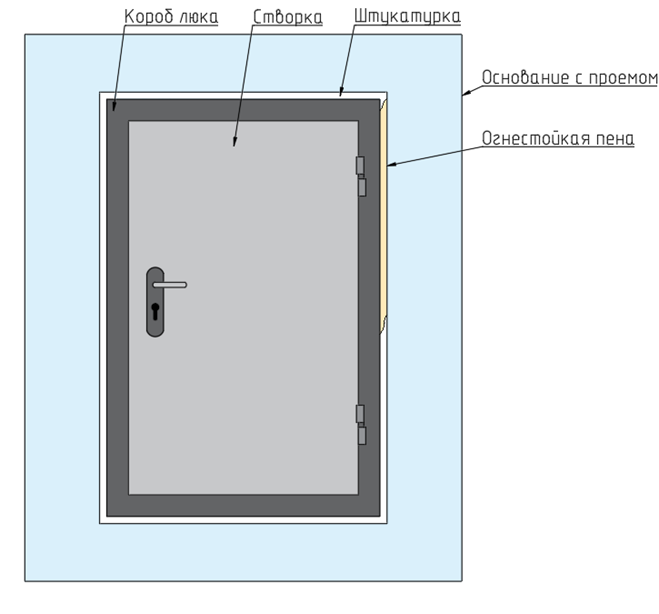 Короб люка
Створка
Штукатурка
Основание с проемом
Огнестойкая пена